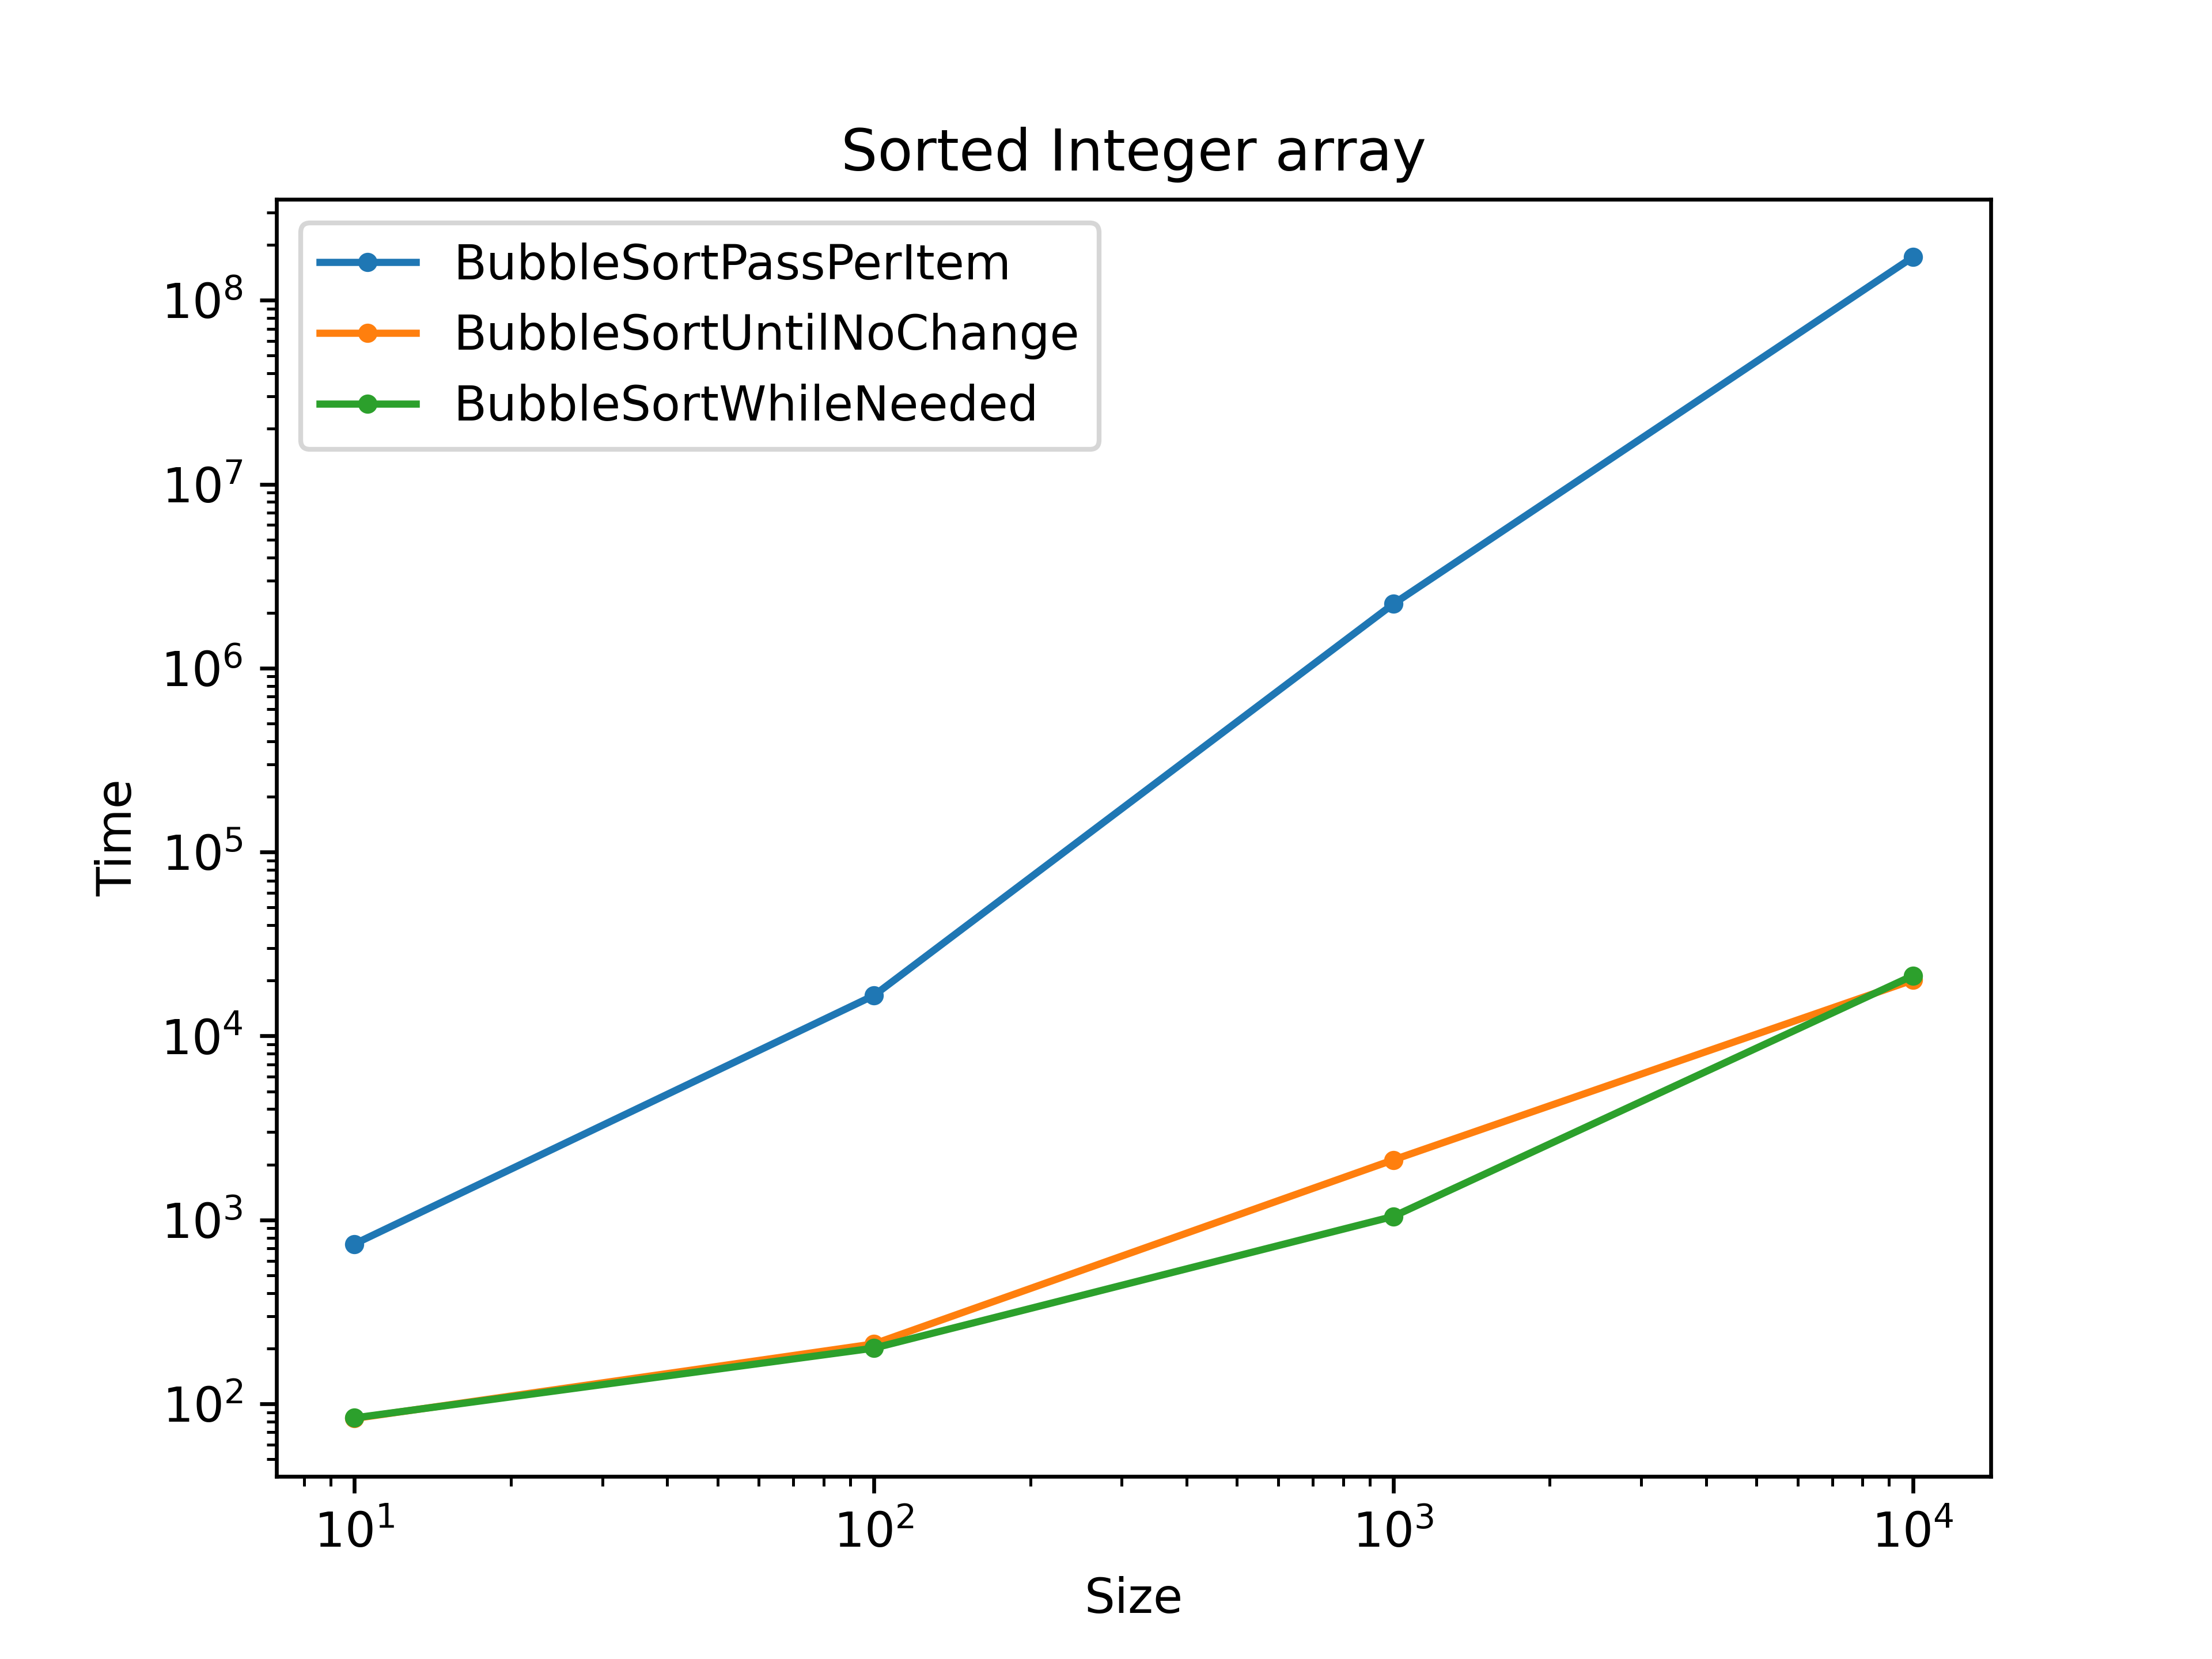 Sorted Integer array
BubbleSortPassPerItem
BubbleSortUntilNoChange
BubbleSortWhileNeeded
10⁸
10⁷
10⁶
10⁵
10⁴
10³
10²
Time
10¹ 10² 10³ 10⁴
Size